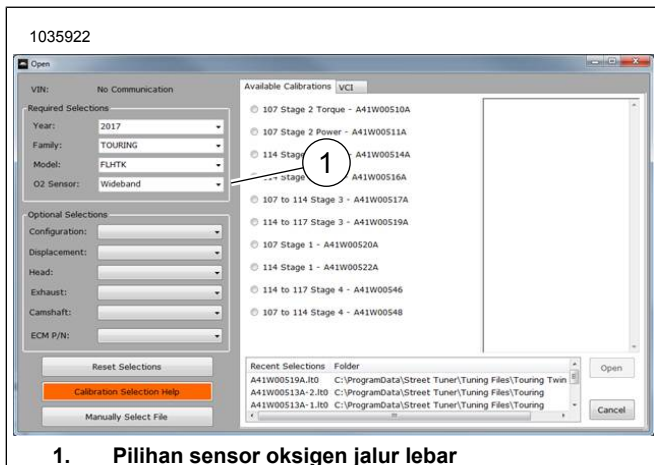 1035922
Open
VIN: No Communication
Required Selections
Year: 2017
Family: TOURING
Model: FLHTK
O2 Sensor: Wideband
Optional Selections
Configuration:
Displacement:
Head:
Exhaust:
Camshaft:
ECM P/N:
Reset Selections
Calibration Selection Help
Manually Select File
Available Calibrations VCI
107 Stage 2 Torque - A41W00510A
107 Stage 2 Power - A41W00511A
114 Stage - A41W00514A
Stage A41W00516A
107 to 114 Stage 3 - A41W00517A
114 to 117 Stage 3 - A41W00519A
107 Stage 1 - A41W00520A
114 Stage 1 - A41W00522A
114 to 117 Stage 4 - A41W00546
107 to 114 Stage 4 - A41W00548
1
Recent Selections Folder
A41W00519A.lt0 C:\ProgramData\Street Tuner\Tuning Files\Touring Twin
A41W00513A-2.lt0 C:\ProgramData\Street Tuner\Tuning Files\Touring
A41W00513A-1.lt0 C:\ProgramData\Street Tuner\Tuning Files\Touring
Open
Cancel
1. Pilihan sensor oksigen jalur lebar